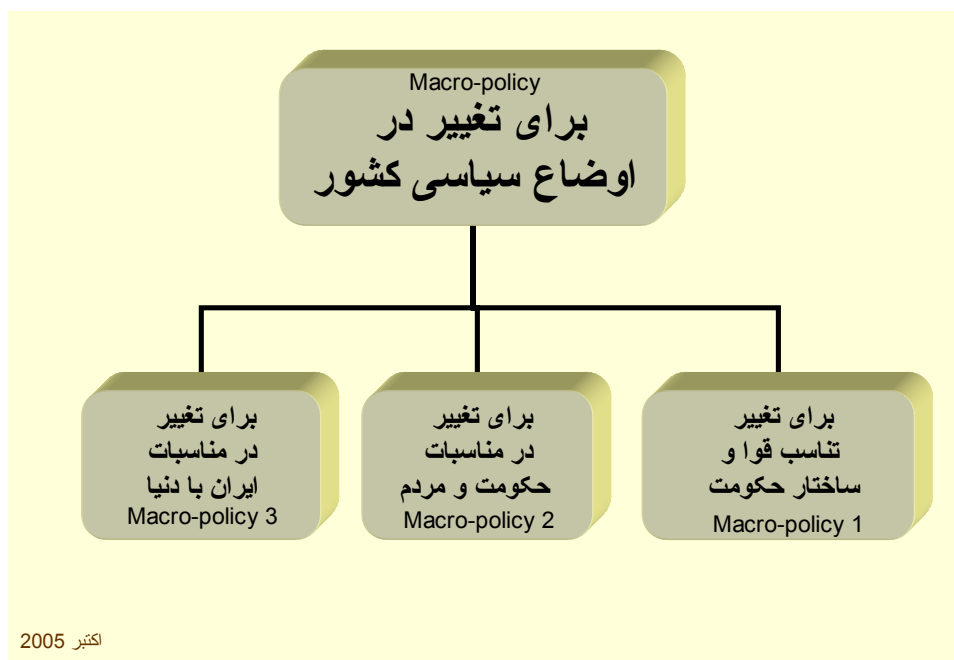 Macro-policy
برای تغییر در
اوضاع سیاسی کشور
برای تغییر
تناسب قوا و
ساختار حکومت
Macro-policy 1
برای تغییر
در مناسبات
حکومت و مردم
Macro-policy 2
برای تغییر
در مناسبات
ایران با دنیا
Macro-policy 3
اکتبر 2005